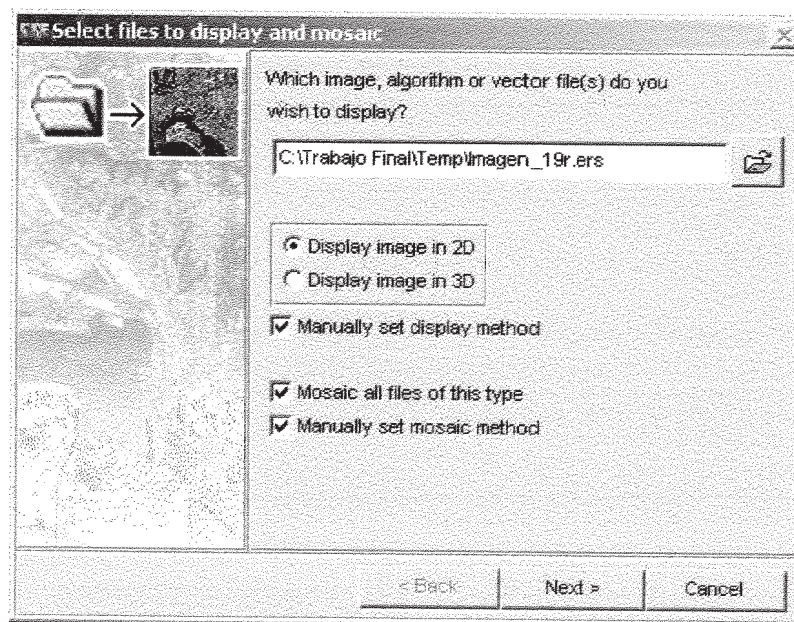 Select files to display and mosaic
Which image, algorithm or vector file(s) do you
wish to display?
C:\Trabajo Final\Temp\Imagen_19r.ers
Display image in 2D
Display image in 3D
Manually set display method
Mosaic all files of this type
Manually set mosaic method
< Back
Next >
Cancel